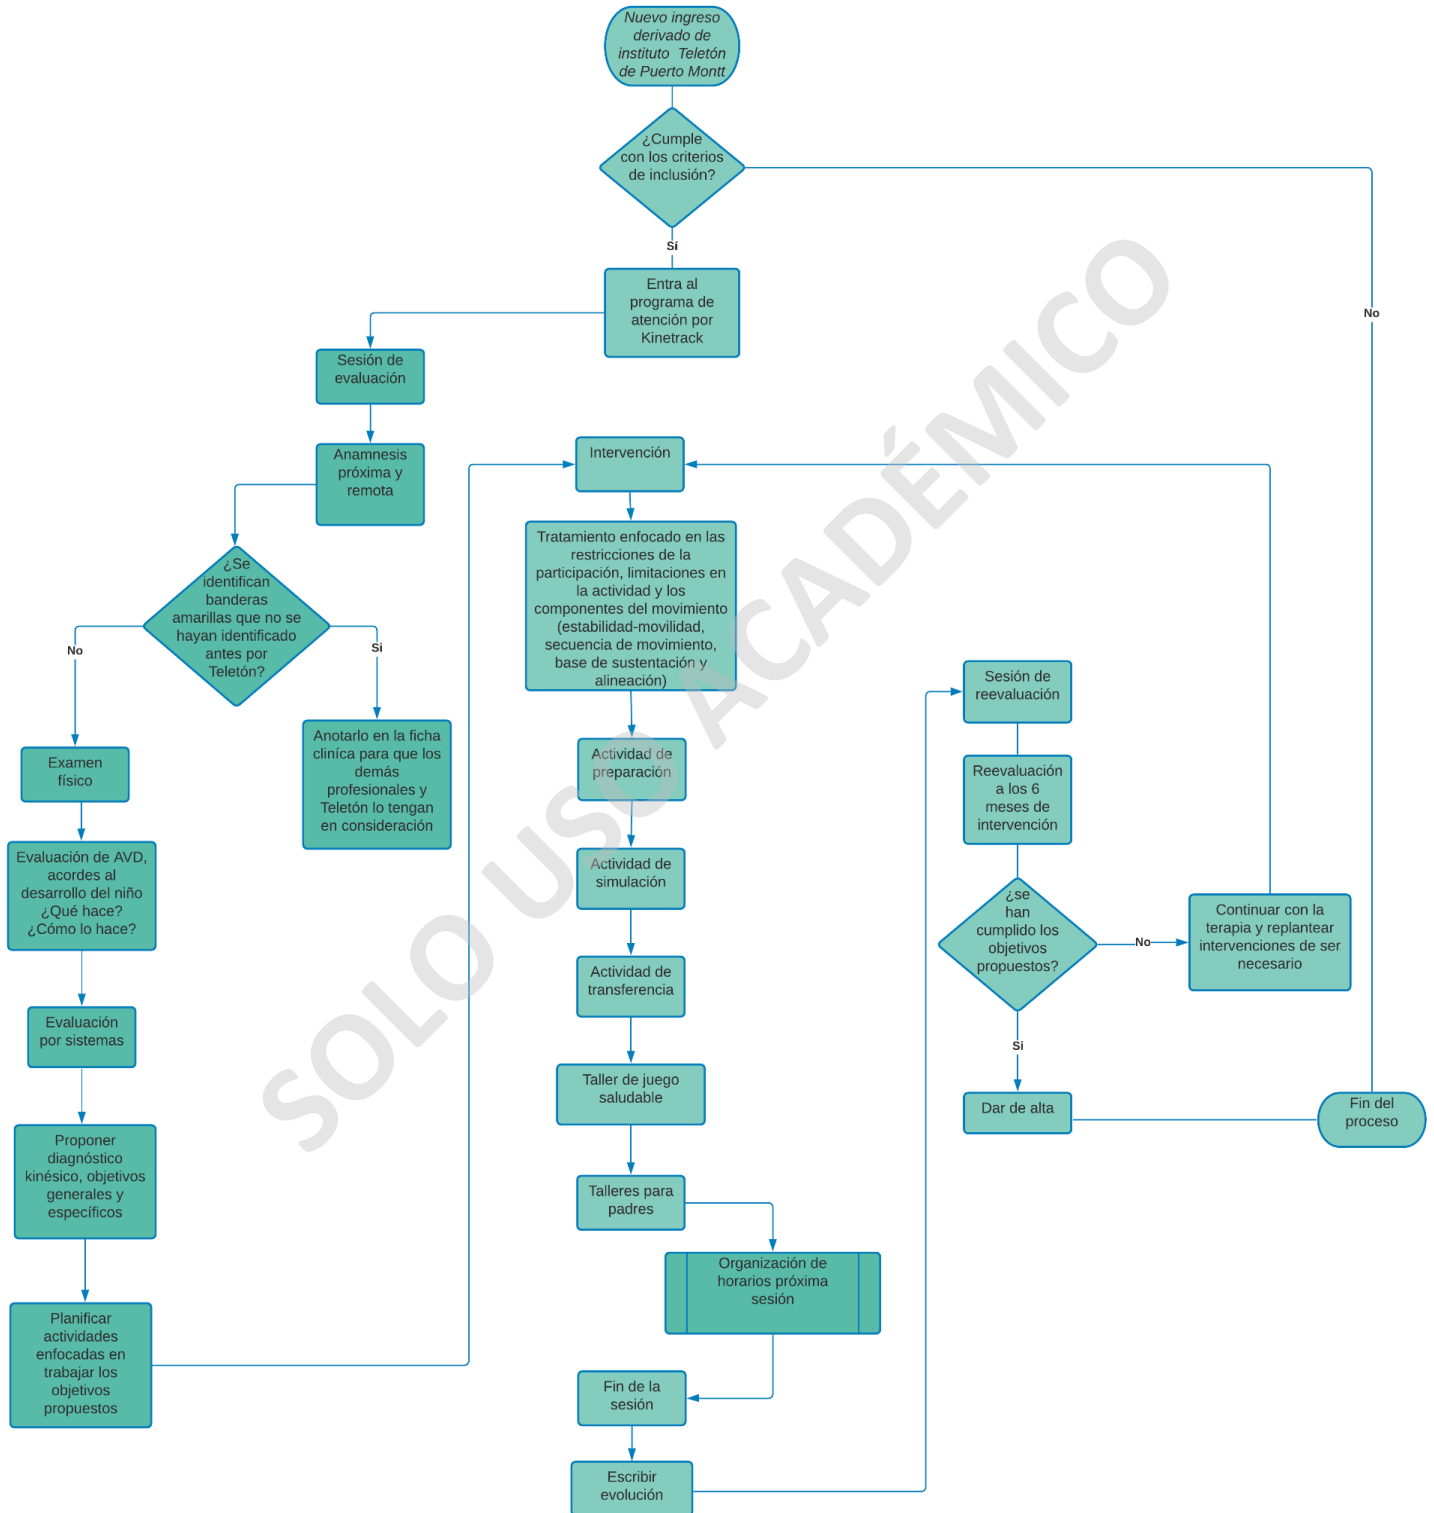 Nuevo ingreso
derivado de
instituto Teletón
de Puerto Montt
¿Cumple
con los criterios
de inclusión?
Sí
No
Entra al
programa de
atención por
Kinetrack
Sesión de
evaluación
Anamnesis
próxima y
remota
¿Se
identifican
banderas
amarillas que no se
hayan identificado
antes por
Teletón?
No
Si
Anotarlo en la ficha
cliníca para que los
demás
profesionales y
Teletón lo tengan
en consideración
Examen
físico
Evaluación de AVD,
acordes al
desarrollo del niño
¿Qué hace?
¿Cómo lo hace?
Evaluación
por sistemas
Proponer
diagnóstico
kinésico, objetivos
generales y
específicos
Planificar
actividades
enfocadas en
trabajar los
objetivos
propuestos
Intervención
Tratamiento enfocado en las
restricciones de la
participación, limitaciones en
la actividad y los
componentes del movimiento
(estabilidad-movilidad,
secuencia de movimiento,
base de sustentación y
alineación)
Actividad de
preparación
Actividad de
simulación
Actividad de
transferencia
Taller de juego
saludable
Talleres para
padres
Organización de
horarios próxima
sesión
Fin de la
sesión
Escribir
evolución
Sesión de
reevaluación
Reevaluación
a los 6
meses de
intervención
¿se
han
cumplido los
objetivos
propuestos?
No
Continuar con la
terapia y replantear
intervenciones de ser
necesario
Si
Dar de alta
Fin del
proceso
SOLO USO ACADÉMICO